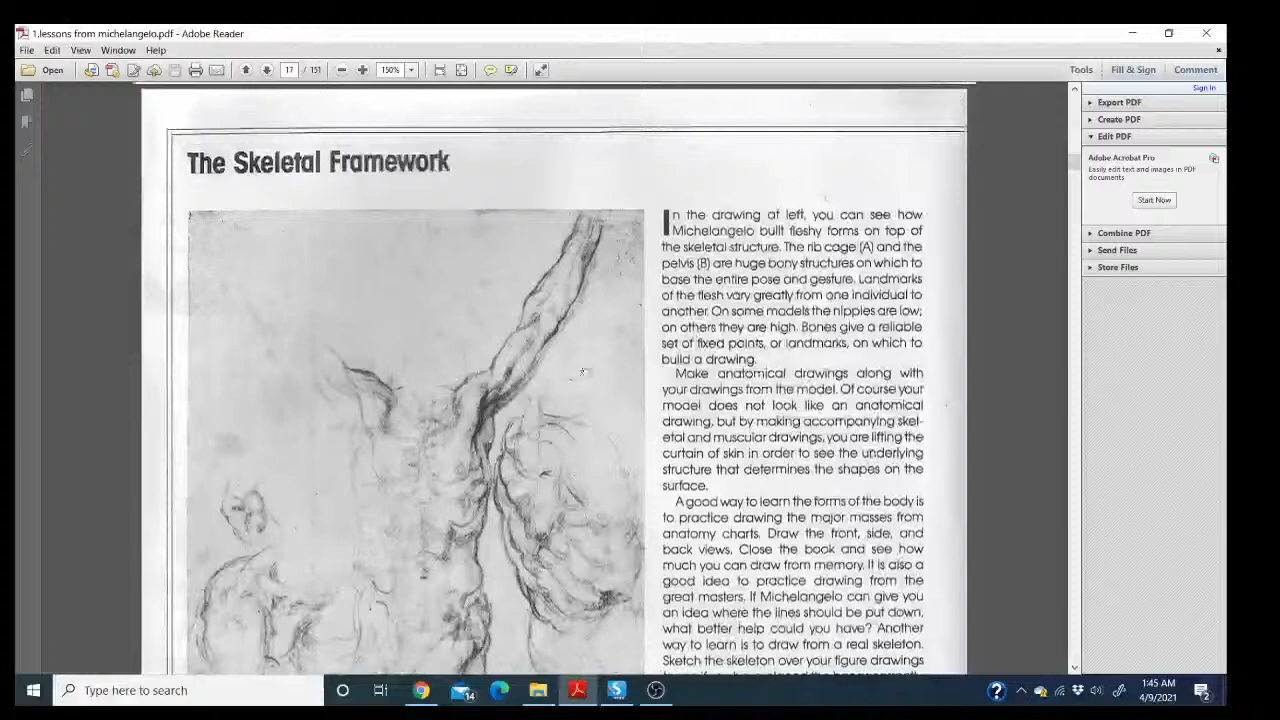 1.lessons from michelangelo.pdf - Adobe Reader
File Edit View Window Help
Open
17 / 151
150%
Tools
Fill & Sign
Comment
Sign In
Export PDF
Create PDF
Edit PDF
Adobe Acrobat Pro
Easily edit text and images in PDF
documents
Start Now
Combine PDF
Send Files
Store Files
The Skeletal Framework
In the drawing at left, you can see how
Michelangelo built fleshy forms on top of
the skeletal structure. The rib cage (A) and the
pelvis (B) are huge bony structures on which to
base the entire pose and gesture. Landmarks
of the flesh vary greatly from one individual to
another. On some models the nipples are low;
on others they are high. Bones give a reliable
set of fixed points, or landmarks, on which to
build a drawing.
Make anatomical drawings along with
your drawings from the model. Of course your
model does not look like an anatomical
drawing, but by making accompanying skel-
etal and muscular drawings, you are lifting the
curtain of skin in order to see the underlying
structure that determines the shapes on the
surface.
A good way to learn the forms of the body is
to practice drawing the major masses from
anatomy charts. Draw the front, side, and
back views. Close the book and see how
much you can draw from memory. It is also a
good idea to practice drawing from the
great masters. If Michelangelo can give you
an idea where the lines should be put down,
what better help could you have? Another
way to learn is to draw from a real skeleton.
Sketch the skeleton over your figure drawings
Type here to search
14
1:45 AM
4/9/2021
2